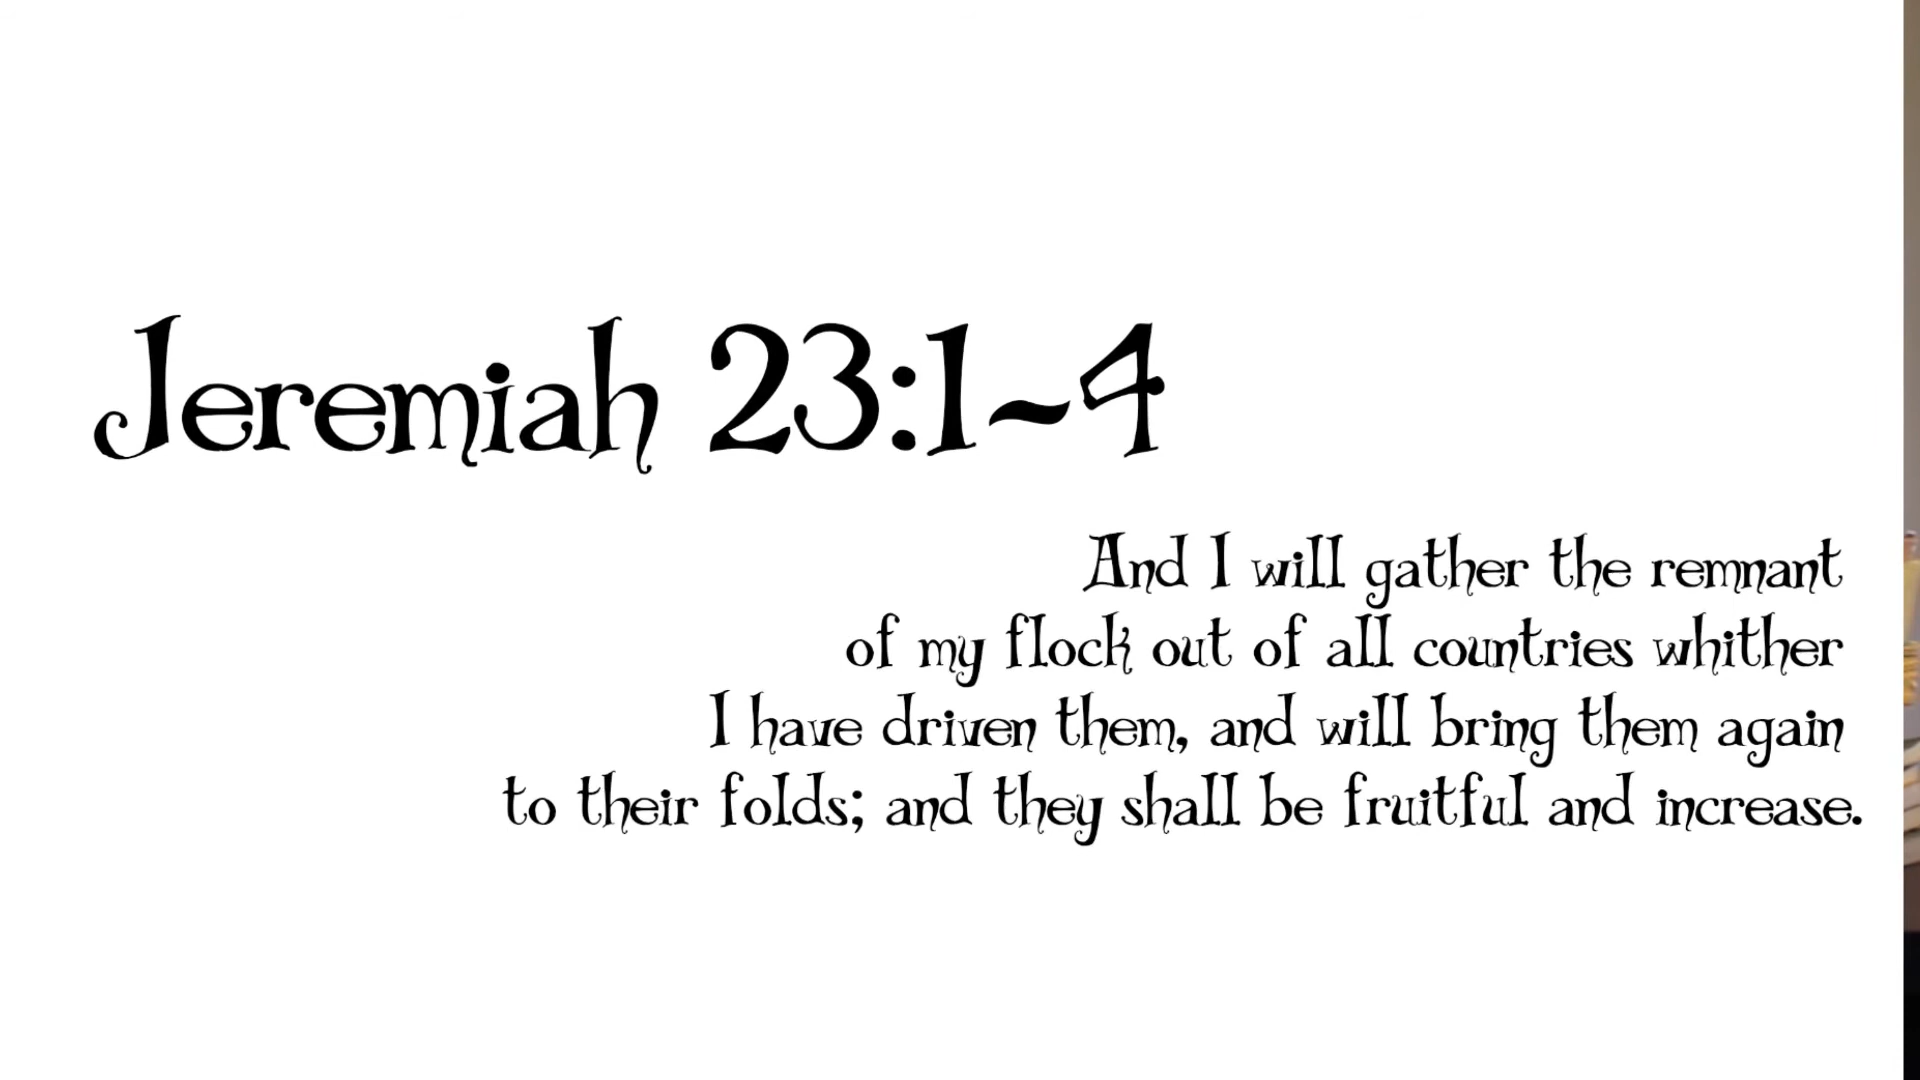 Jeremiah 23:1~4
And I will gather the remnant
of my flock out of all countries whither
I have driven them, and will bring them again
to their folds; and they shall be fruitful and increase.